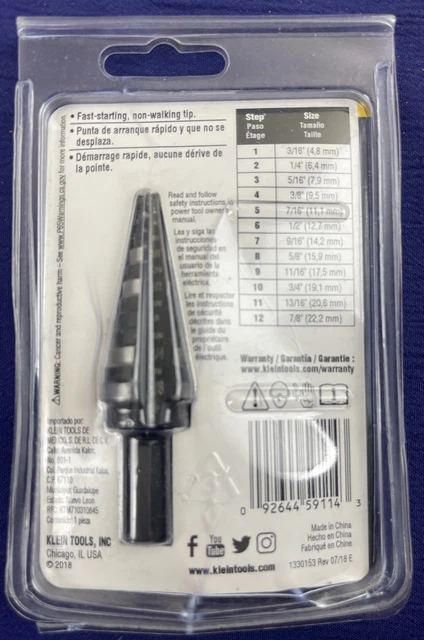 • Fast-starting, non-walking tip.
• Punta de arranque rápido y que no se
desplaza.
• Démarrage rapide, aucune dérive de
la pointe.
Step Size
Paso Tamaño
Étage Taille
1 3/16" (4,8 mm)
2 1/4" (6,4 mm)
3 5/16" (7,9 mm)
4 3/8" (9,5 mm)
5 7/16" (11,1 mm)
6 1/2" (12,7 mm)
7 9/16" (14,2 mm)
8 5/8" (15,9 mm)
9 11/16" (17,5 mm)
10 3/4" (19,1 mm)
11 13/16" (20,6 mm)
12 7/8" (22,2 mm)
Read and follow
safety instructions in
power tool owner's
manual.
Lea y siga las
instrucciones
de seguridad en
el manual del
usuario de la
herramienta
eléctrica.
Lire et respecter
les instructions
de sécurité
décrites dans
le guide du
propriétaire
de l'outil
électrique.
⚠WARNING: Cancer and reproductive harm – See www.P65Warnings.ca.gov for more information.
Warranty / Garantía / Garantie :
www.kleintools.com/warranty
Importado por:
KLEIN TOOLS DE
MEXICO, S. DE R.L. DE C.V.
No. 801-1
Col. Parque Industrial
C.P. 67110
Municipio Guadalupe
Estado Nuevo Leon
Contenido: 1 pieza
KLEIN TOOLS, INC
Chicago, IL USA
© 2018
You
Tube
www.kleintools.com
0 92644 59114 3
Made in China
Hecho en China
Fabriqué en Chine
1330153 Rev 07/18 E